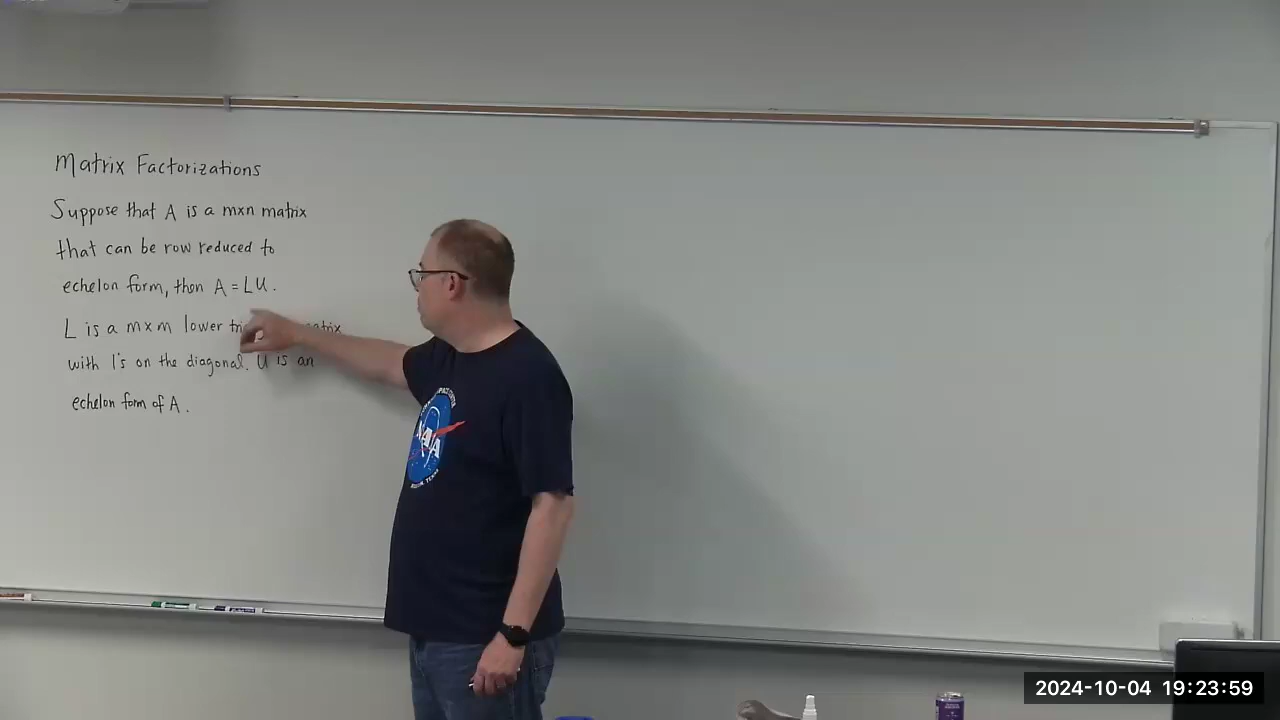 Matrix Factorizations
Suppose that A is a mxn matrix
that can be row reduced to
echelon form, then A = LU.
L is a mxm lower
with 1's on the diagonal. U is an
echelon form of A.
NASA
2024-10-04 19:23:59